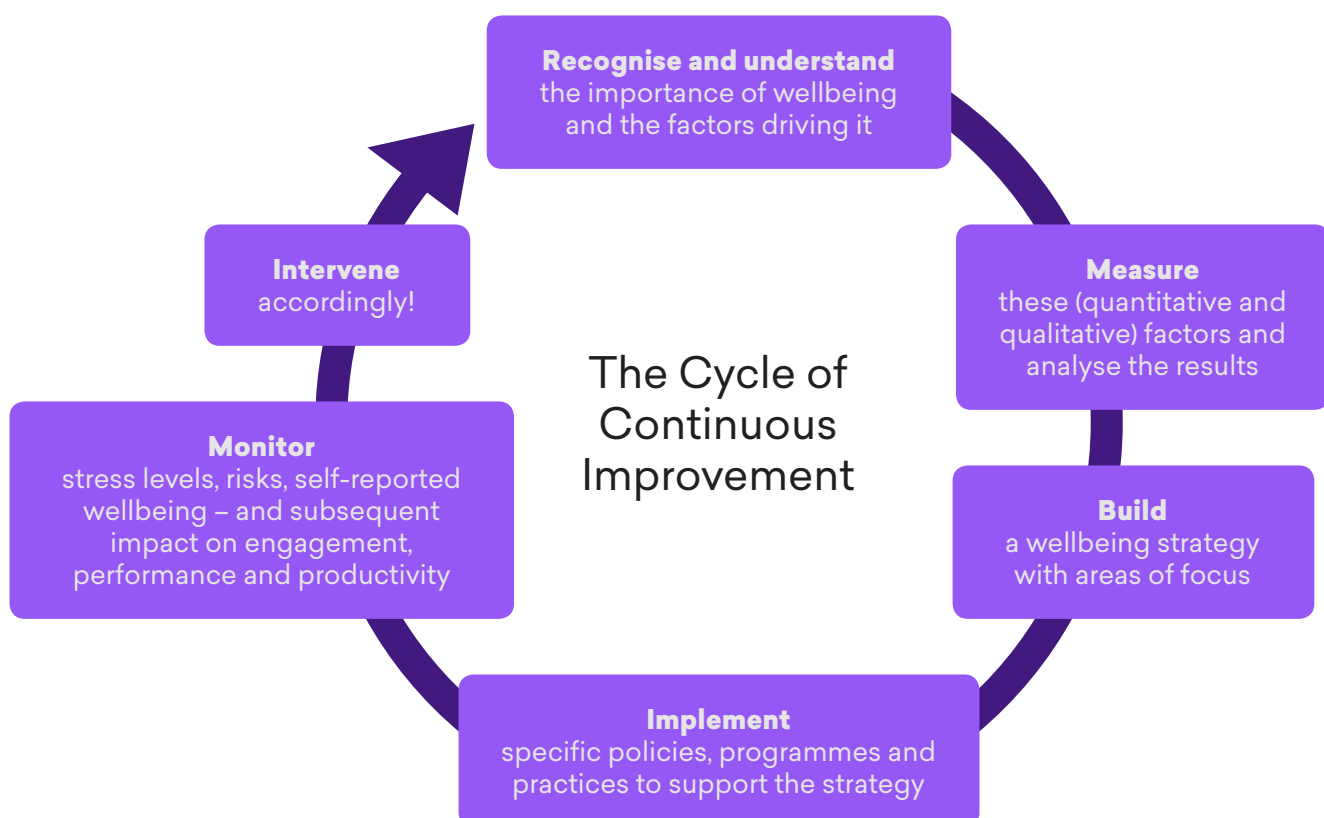 Recognise and understand
the importance of wellbeing
and the factors driving it
Measure
these (quantitative and
qualitative) factors and
analyse the results
Build
a wellbeing strategy
with areas of focus
Implement
specific policies, programmes and
practices to support the strategy
Monitor
stress levels, risks, self-reported
wellbeing – and subsequent
impact on engagement,
performance and productivity
Intervene
accordingly!
The Cycle of
Continuous
Improvement